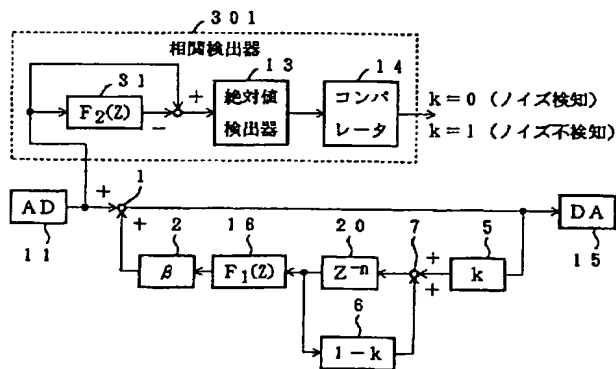 301
相関検出器
31
13
14
+
F₂(Z)
−
絶対値
検出器
コンパ
レータ
k=0 (ノイズ検知)
k=1 (ノイズ不検知)
AD
11
+
1
+
2
β
16
F₁(Z)
20
Z⁻ⁿ
7
+
+
5
k
DA
15
6
1−k